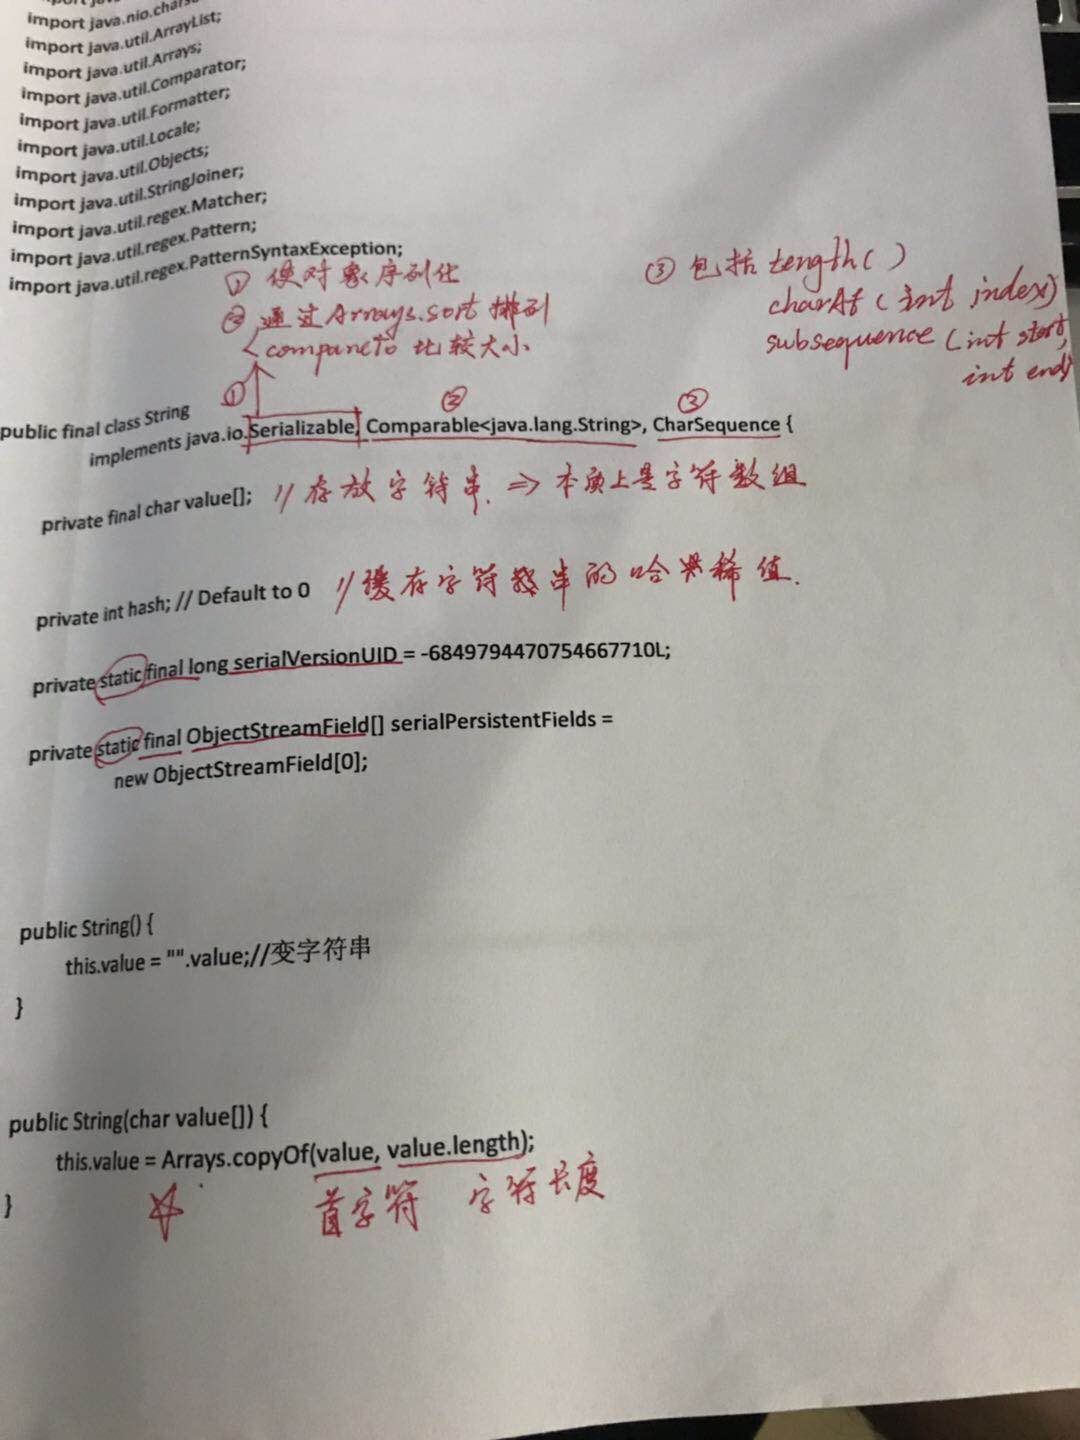 import java.nio.chars
import java.util.ArrayList;
import java.util.Arrays;
import java.util.Comparator;
import java.util.Formatter;
import java.util.Locale;
import java.util.Objects;
import java.util.StringJoiner;
import java.util.regex.Matcher;
import java.util.regex.Pattern;
import java.util.regex.PatternSyntaxException;
① 使对象序列化
② 通过Arrays.sort 排列
compareTo 比较大小
③ 包括 length()
charAt (int index)
subsequence (int start,
int end)
① ② ③
public final class String
implements java.io.Serializable, Comparable<java.lang.String>, CharSequence {
private final char value[]; // 存放字符串. ⇒ 本质上是字符数组
private int hash; // Default to 0 // 缓存字符串的哈希值.
private static final long serialVersionUID = -6849794470754667710L;
private static final ObjectStreamField[] serialPersistentFields =
new ObjectStreamField[0];
public String() {
this.value = "".value;//变字符串
}
public String(char value[]) {
this.value = Arrays.copyOf(value, value.length);
}
首字符 字符长度